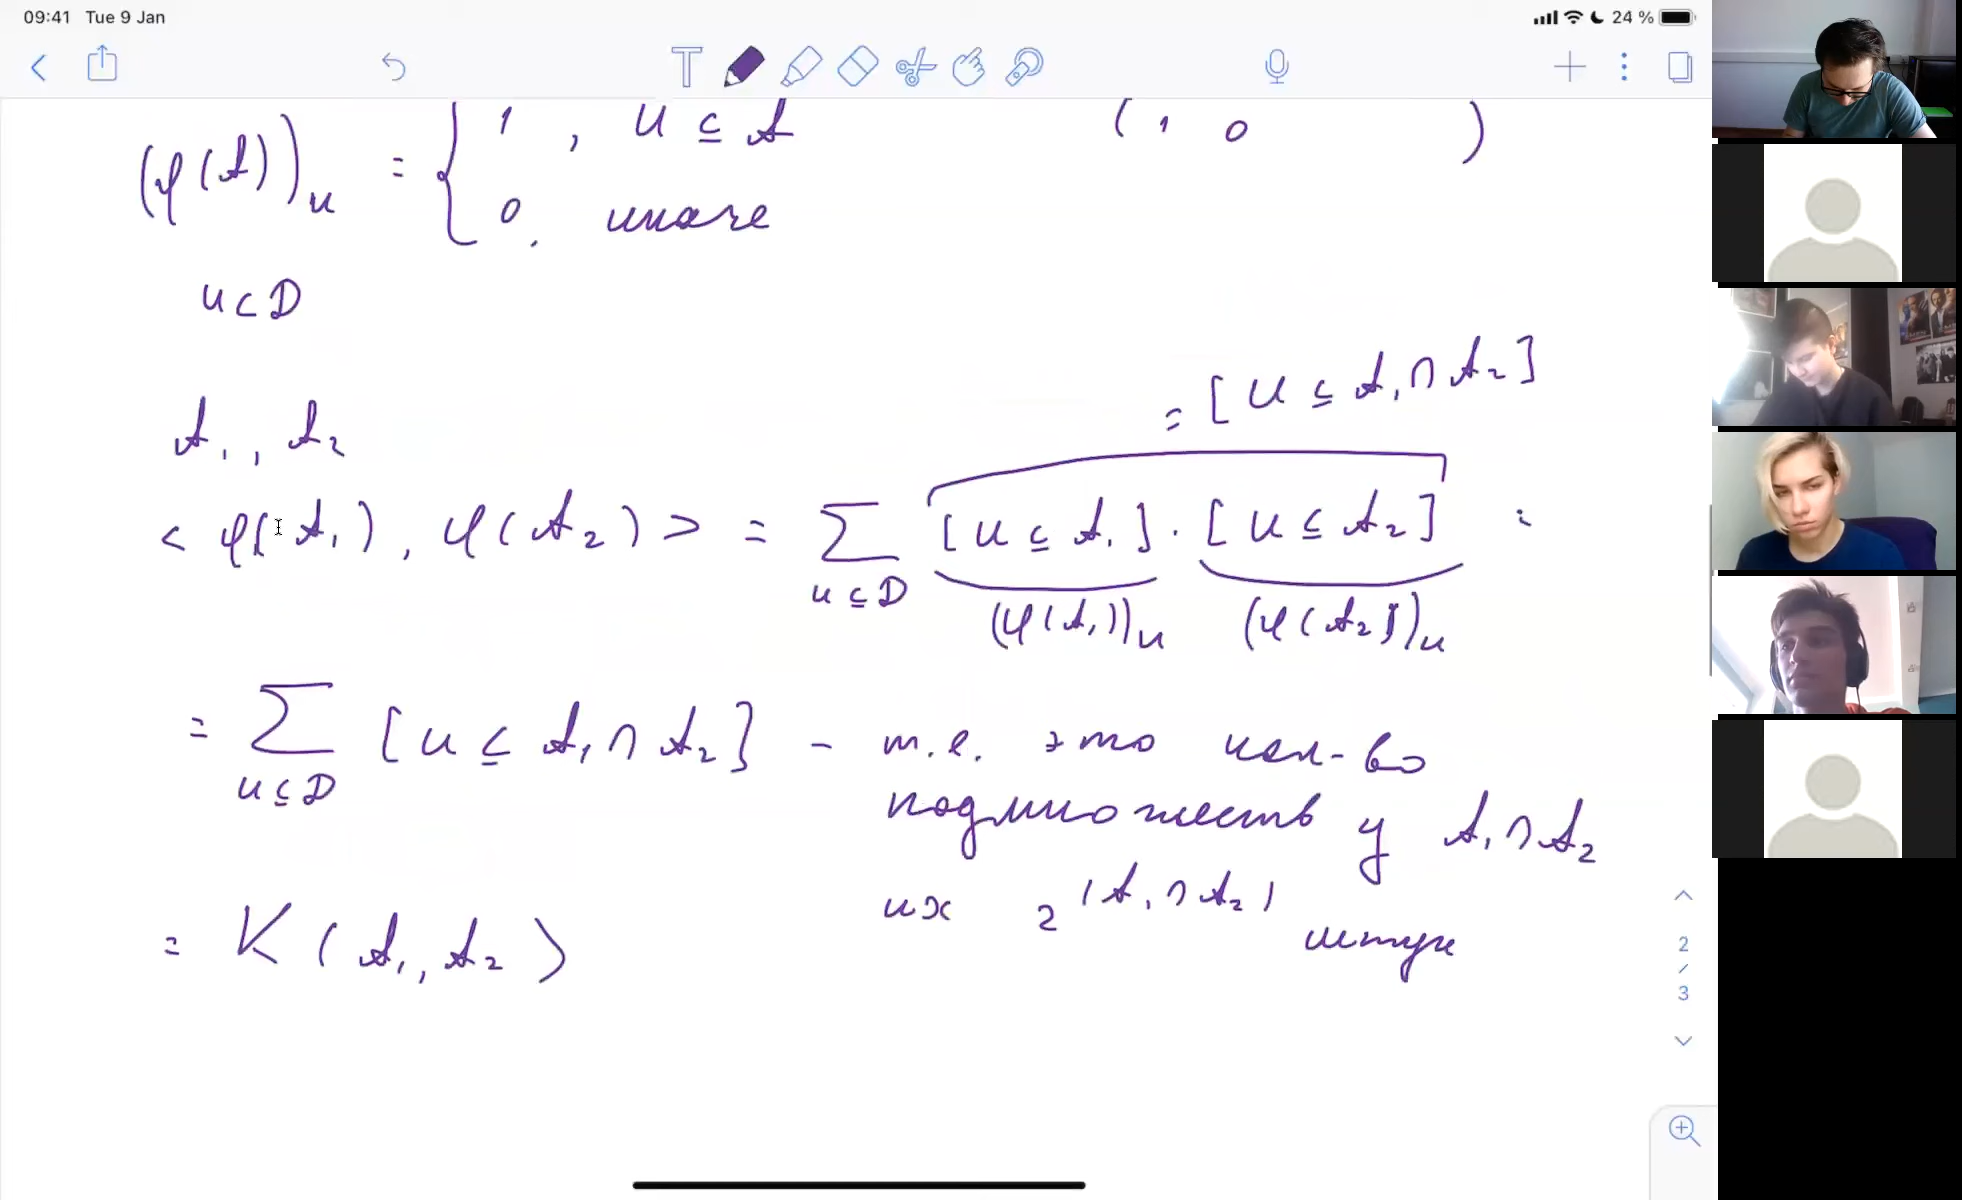 09:41 Tue 9 Jan
24 %
(φ(A))_u = { 1, u ⊆ A
0, иначе
( 1 0 )
u ⊂ D
A₁, A₂
= [u ⊆ A₁ ∩ A₂]
< φ(A₁), φ(A₂) > = Σ [u ⊆ A₁] · [u ⊆ A₂] =
u ⊆ D
(φ(A₁))_u (φ(A₂))_u
= Σ [u ⊆ A₁ ∩ A₂] - т.е. это кол-во
u ⊆ D
подмножеств у A₁ ∩ A₂
их 2^|A₁ ∩ A₂| штук
= K(A₁, A₂)
2
/
3